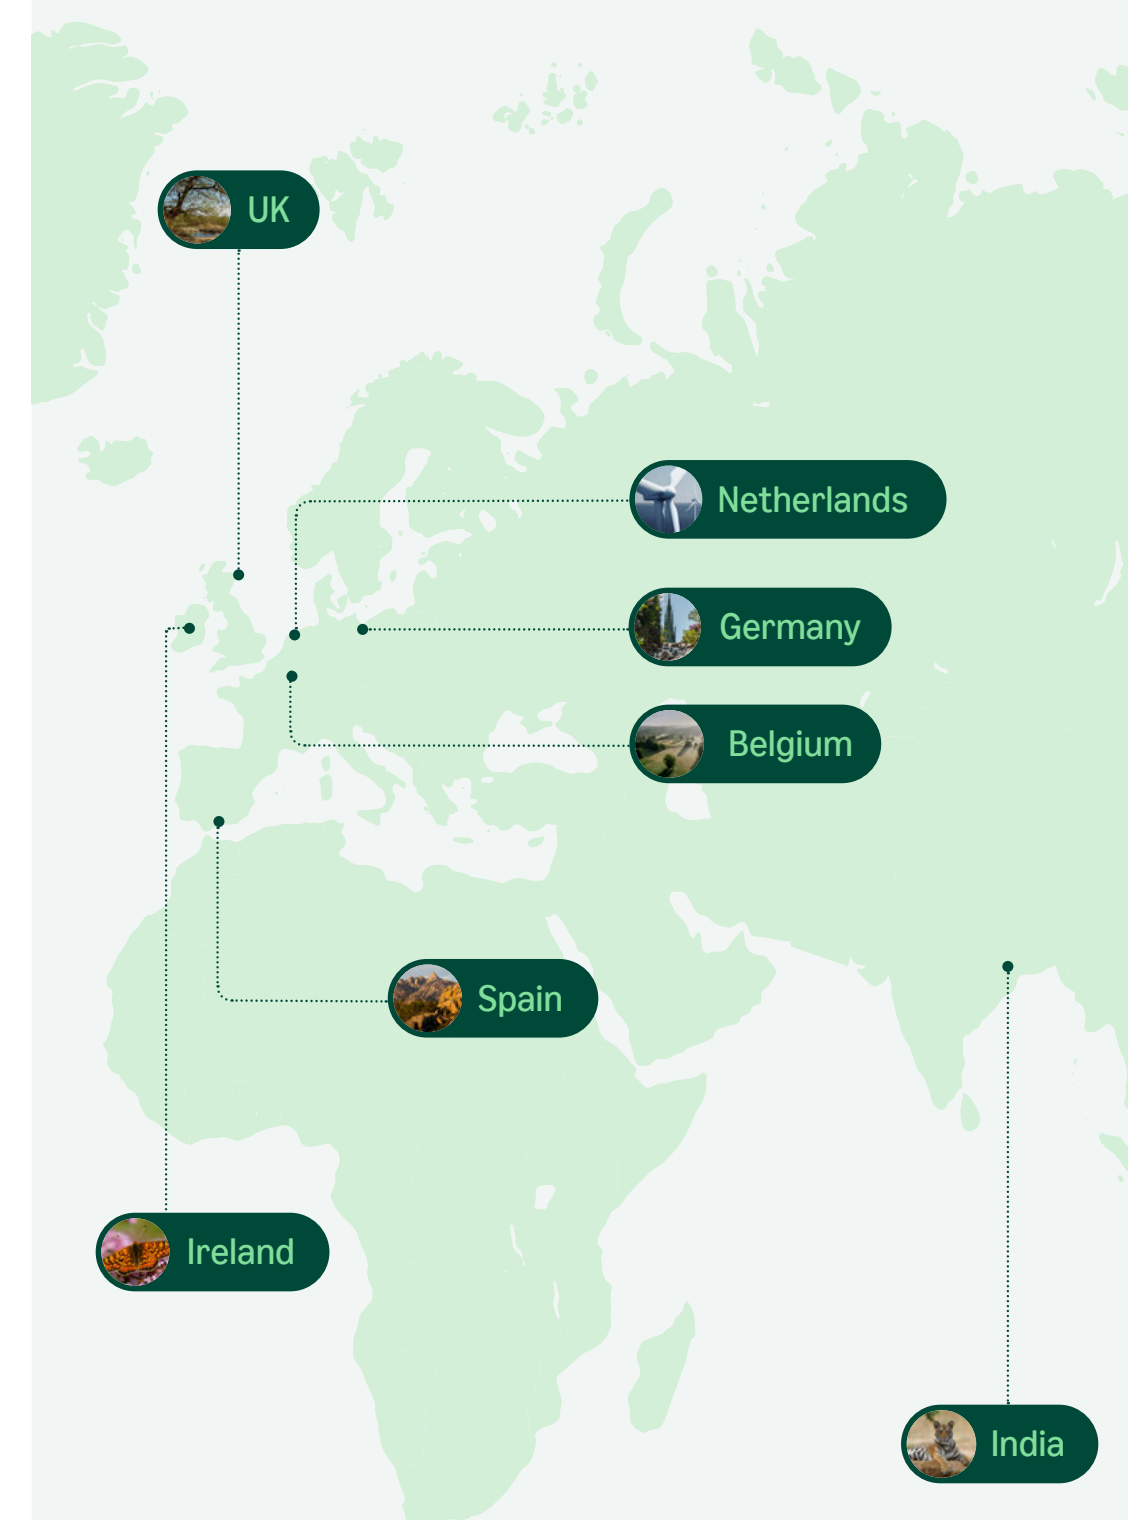 UK
Netherlands
Germany
Belgium
Spain
Ireland
India